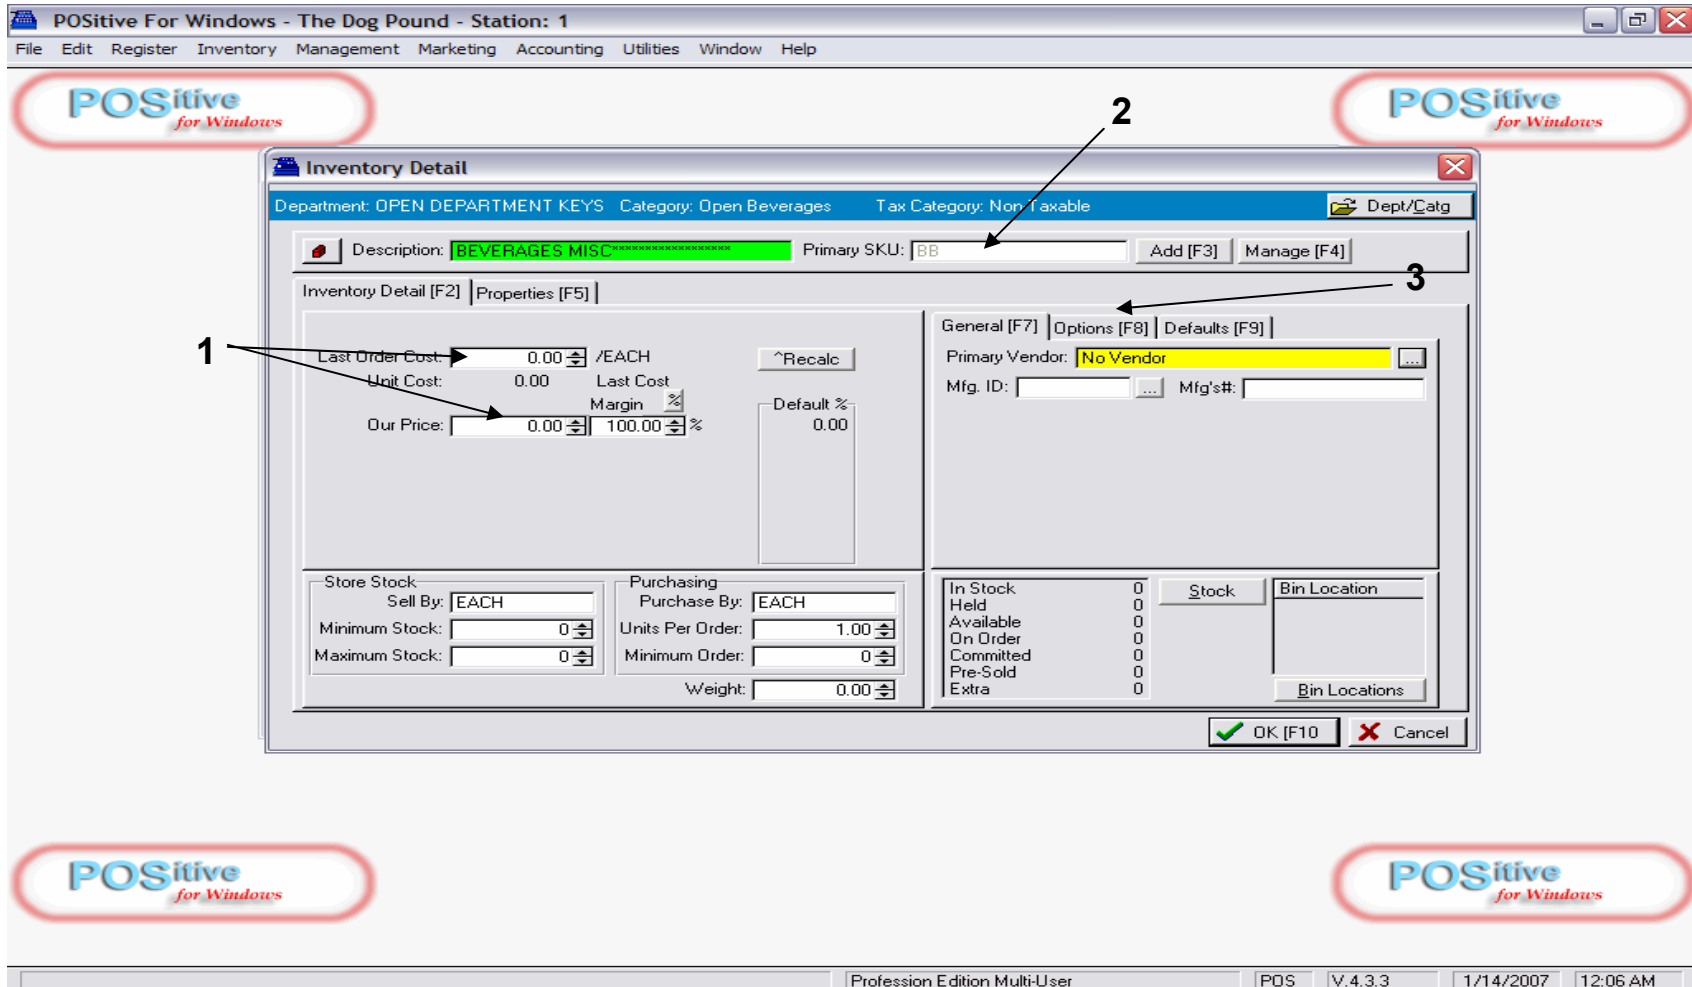 POSitive For Windows - The Dog Pound - Station: 1
File Edit Register Inventory Management Marketing Accounting Utilities Window Help
POSitive
for Windows
POSitive
for Windows
2
Inventory Detail
Department: OPEN DEPARTMENT KEYS Category: Open Beverages Tax Category: Non Taxable Dept/Catg
Description: BEVERAGES MISC****************** Primary SKU: BB Add [F3] Manage [F4]
3
Inventory Detail [F2] Properties [F5]
General [F7] Options [F8] Defaults [F9]
1
Last Order Cost: 0.00 /EACH ^Recalc
Primary Vendor: No Vendor ...
Unit Cost: 0.00 Last Cost
Mfg. ID: ... Mfg's#:
Margin % Default %
Our Price: 0.00 100.00 % 0.00
Store Stock Purchasing
Sell By: EACH Purchase By: EACH
Minimum Stock: 0 Units Per Order: 1.00
Maximum Stock: 0 Minimum Order: 0
Weight: 0.00
In Stock 0 Stock Bin Location
Held 0
Available 0
On Order 0
Committed 0
Pre-Sold 0
Extra 0 Bin Locations
OK [F10 Cancel
POSitive
for Windows
POSitive
for Windows
Profession Edition Multi-User POS V.4.3.3 1/14/2007 12:06 AM